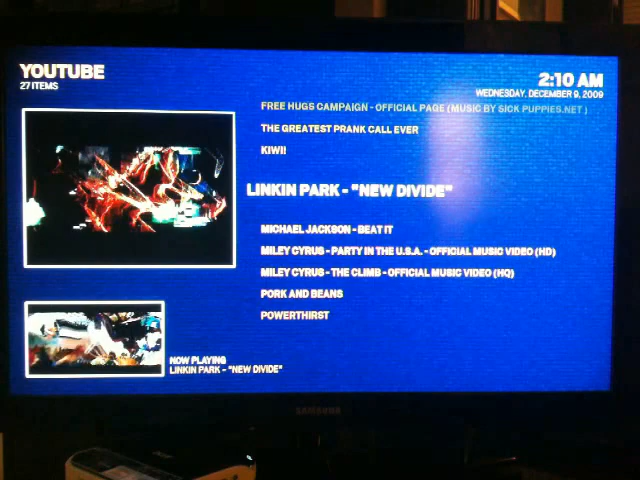 YOUTUBE
27 ITEMS
2:10 AM
WEDNESDAY, DECEMBER 9, 2009
FREE HUGS CAMPAIGN - OFFICIAL PAGE (MUSIC BY SICK PUPPIES.NET )
THE GREATEST PRANK CALL EVER
KIWI!
LINKIN PARK - "NEW DIVIDE"
MICHAEL JACKSON - BEAT IT
MILEY CYRUS - PARTY IN THE U.S.A. - OFFICIAL MUSIC VIDEO (HD)
MILEY CYRUS - THE CLIMB - OFFICIAL MUSIC VIDEO (HQ)
PORK AND BEANS
POWERTHIRST
NOW PLAYING
LINKIN PARK - "NEW DIVIDE"
SAMSUNG